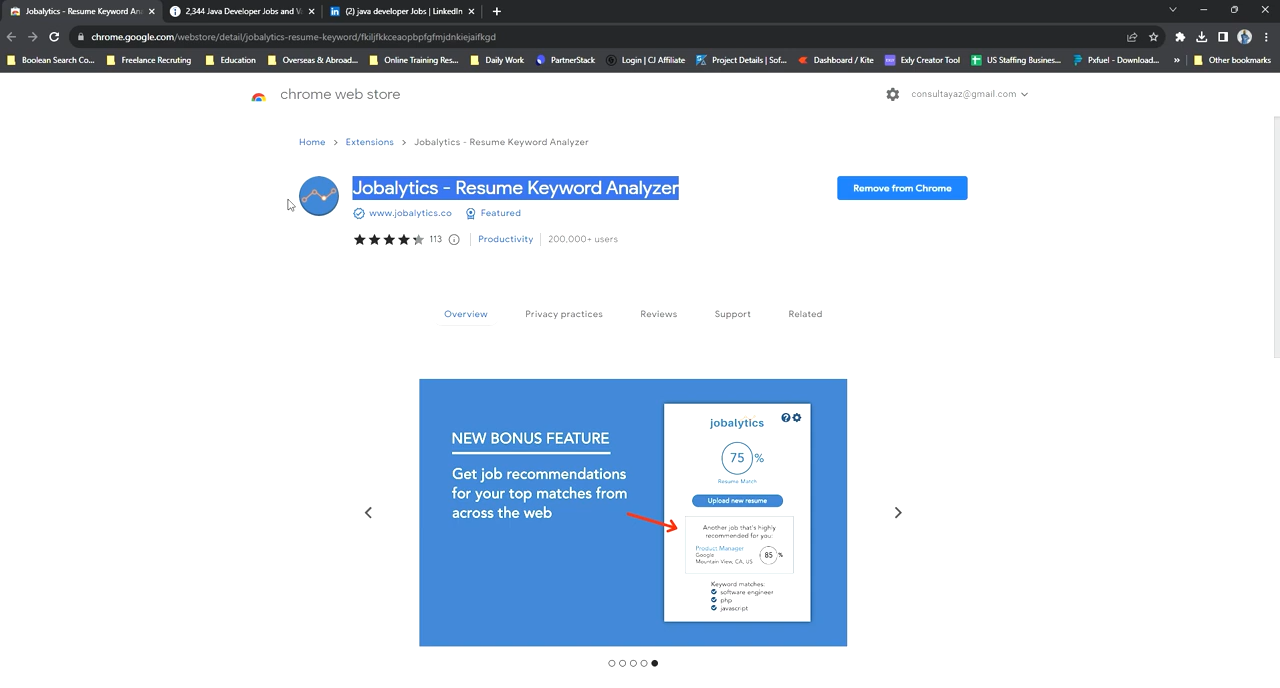 Jobalytics - Resume Keyword An
2,344 Java Developer Jobs and V
(2) java developer Jobs | LinkedIn
chrome.google.com/webstore/detail/jobalytics-resume-keyword/fkiljfkkceaopbpfgfmjdnkiejaifkgd
Boolean Search Co...
Freelance Recruting
Education
Overseas & Abroad...
Online Training Res...
Daily Work
PartnerStack
Login | CJ Affiliate
Project Details | Sof...
Dashboard / Kite
Exly Creator Tool
US Staffing Busines...
Pxfuel - Download...
»
Other bookmarks
chrome web store
consultayaz@gmail.com
Home > Extensions > Jobalytics - Resume Keyword Analyzer
Jobalytics - Resume Keyword Analyzer
Remove from Chrome
www.jobalytics.co
Featured
113
Productivity
200,000+ users
Overview
Privacy practices
Reviews
Support
Related
NEW BONUS FEATURE
Get job recommendations
for your top matches from
across the web
jobalytics
75 %
Resume Match
Upload new resume
Another job that's highly
recommended for you:
Product Manager
Google
Mountain View, CA, US
85 %
Keyword matches:
software engineer
php
javascript